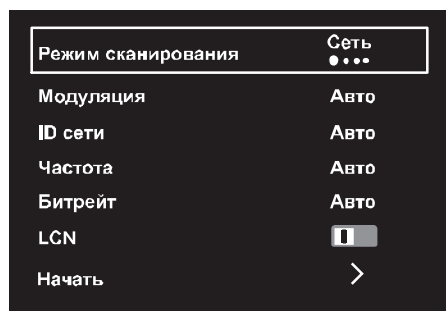 Режим сканирования Сеть
Модуляция Авто
ID сети Авто
Частота Авто
Битрейт Авто
LCN
Начать